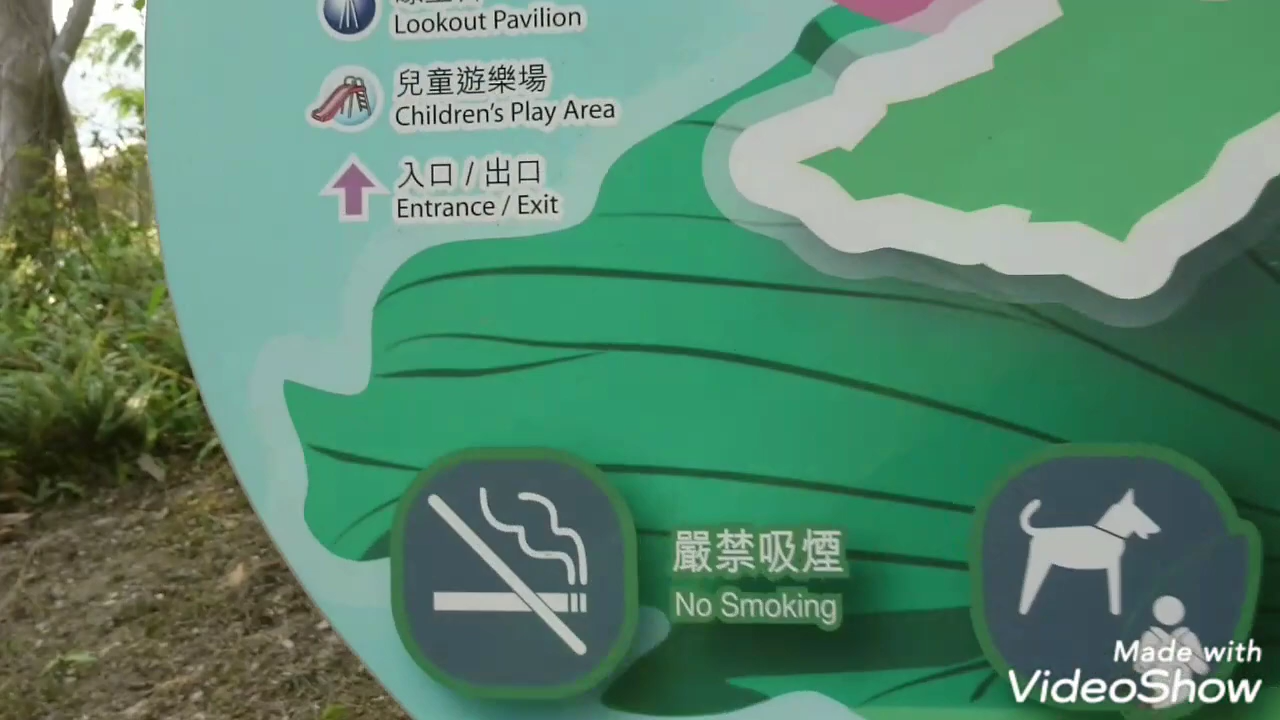 Lookout Pavilion
兒童遊樂場
Children's Play Area
入口 / 出口
Entrance / Exit
嚴禁吸煙
No Smoking
Made with
VideoShow